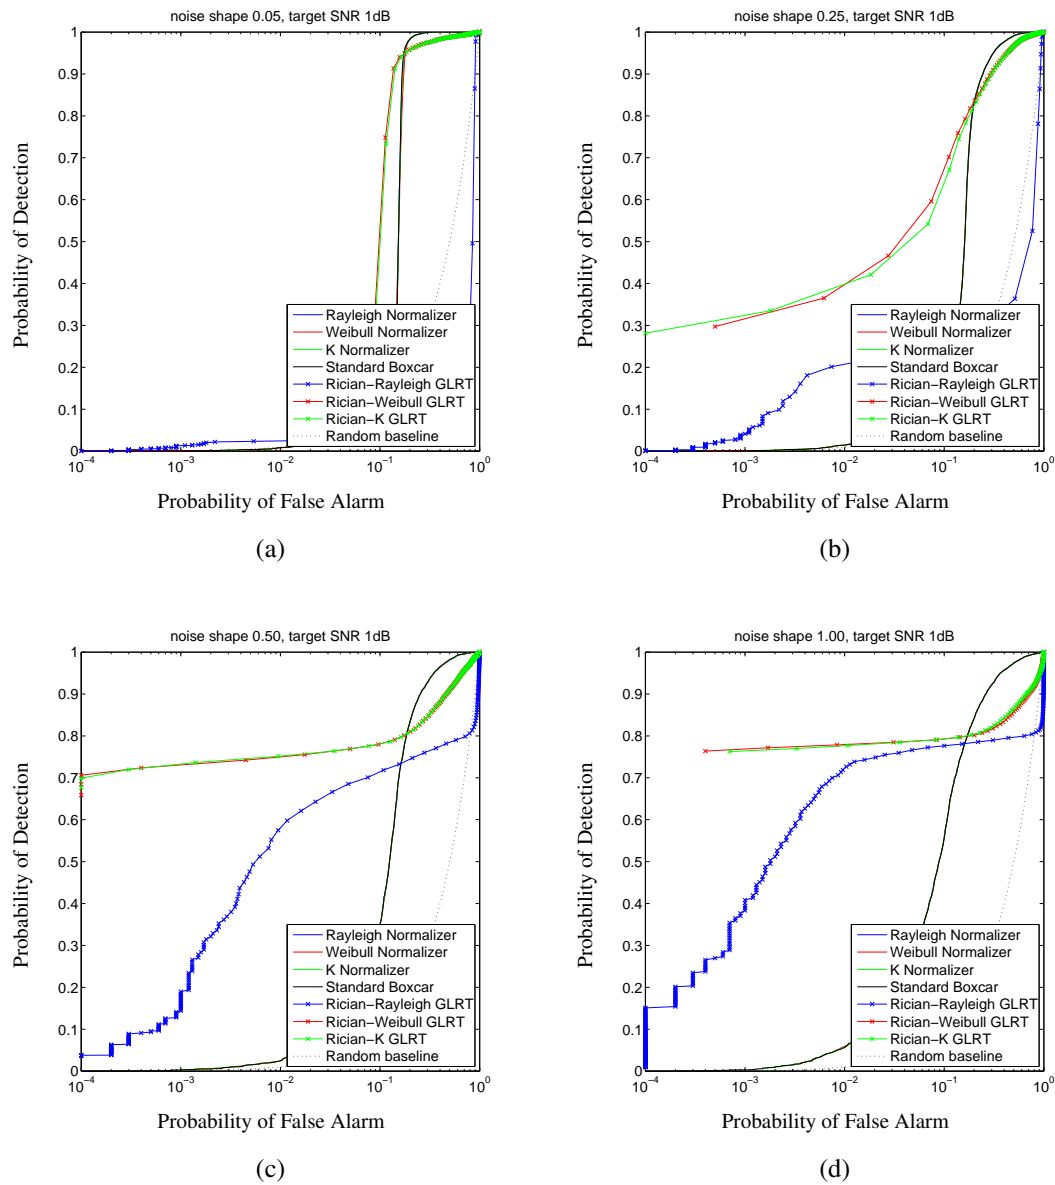 noise shape 0.05, target SNR 1dB
1
0.9
0.8
0.7
0.6
0.5
0.4
0.3
0.2
0.1
0
Probability of Detection
Rayleigh Normalizer
Weibull Normalizer
K Normalizer
Standard Boxcar
Rician−Rayleigh GLRT
Rician−Weibull GLRT
Rician−K GLRT
Random baseline
10⁻⁴ 10⁻³ 10⁻² 10⁻¹ 10⁰
Probability of False Alarm
(a)
noise shape 0.25, target SNR 1dB
1
0.9
0.8
0.7
0.6
0.5
0.4
0.3
0.2
0.1
0
Probability of Detection
Rayleigh Normalizer
Weibull Normalizer
K Normalizer
Standard Boxcar
Rician−Rayleigh GLRT
Rician−Weibull GLRT
Rician−K GLRT
Random baseline
10⁻⁴ 10⁻³ 10⁻² 10⁻¹ 10⁰
Probability of False Alarm
(b)
noise shape 0.50, target SNR 1dB
1
0.9
0.8
0.7
0.6
0.5
0.4
0.3
0.2
0.1
0
Probability of Detection
Rayleigh Normalizer
Weibull Normalizer
K Normalizer
Standard Boxcar
Rician−Rayleigh GLRT
Rician−Weibull GLRT
Rician−K GLRT
Random baseline
10⁻⁴ 10⁻³ 10⁻² 10⁻¹ 10⁰
Probability of False Alarm
(c)
noise shape 1.00, target SNR 1dB
1
0.9
0.8
0.7
0.6
0.5
0.4
0.3
0.2
0.1
0
Probability of Detection
Rayleigh Normalizer
Weibull Normalizer
K Normalizer
Standard Boxcar
Rician−Rayleigh GLRT
Rician−Weibull GLRT
Rician−K GLRT
Random baseline
10⁻⁴ 10⁻³ 10⁻² 10⁻¹ 10⁰
Probability of False Alarm
(d)